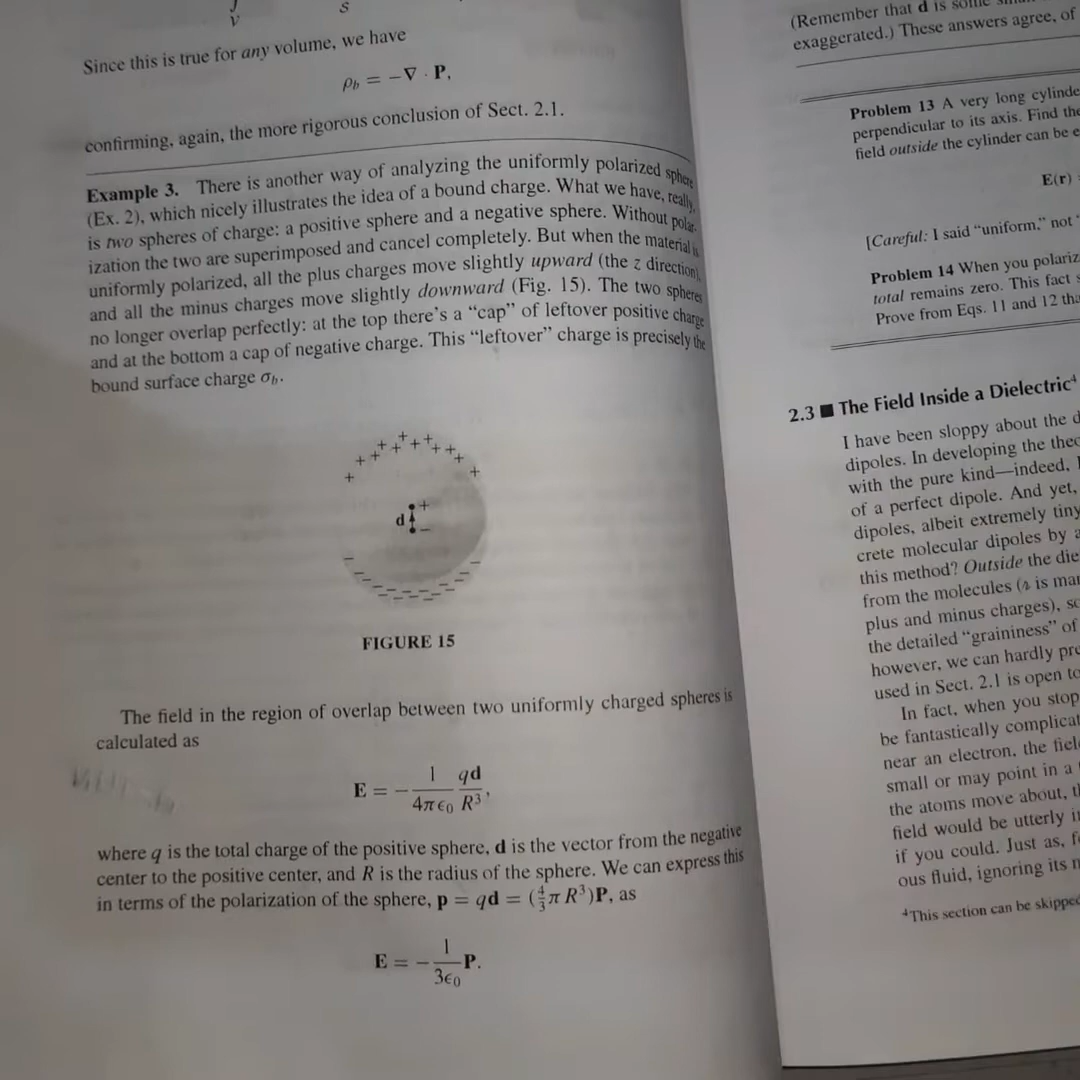 V
S
Since this is true for any volume, we have
ρb = −∇ · P,
confirming, again, the more rigorous conclusion of Sect. 2.1.
Example 3. There is another way of analyzing the uniformly polarized sphere
(Ex. 2), which nicely illustrates the idea of a bound charge. What we have, really,
is two spheres of charge: a positive sphere and a negative sphere. Without polar-
ization the two are superimposed and cancel completely. But when the material is
uniformly polarized, all the plus charges move slightly upward (the z direction),
and all the minus charges move slightly downward (Fig. 15). The two spheres
no longer overlap perfectly: at the top there's a "cap" of leftover positive charge
and at the bottom a cap of negative charge. This "leftover" charge is precisely the
bound surface charge σb.
d
+
−
FIGURE 15
The field in the region of overlap between two uniformly charged spheres is
calculated as
E = − 1/4πϵ0 qd/R³,
where q is the total charge of the positive sphere, d is the vector from the negative
center to the positive center, and R is the radius of the sphere. We can express this
in terms of the polarization of the sphere, p = qd = (4/3 πR³)P, as
E = − 1/3ϵ0 P.
(Remember that d is some
exaggerated.) These answers agree, of
Problem 13 A very long cylinde
perpendicular to its axis. Find the
field outside the cylinder can be e
E(r) =
[Careful: I said "uniform," not "
Problem 14 When you polariz
total remains zero. This fact s
Prove from Eqs. 11 and 12 tha
2.3 ■ The Field Inside a Dielectric⁴
I have been sloppy about the d
dipoles. In developing the theo
with the pure kind—indeed, I
of a perfect dipole. And yet,
dipoles, albeit extremely tiny
crete molecular dipoles by a
this method? Outside the die
from the molecules (𝓇 is man
plus and minus charges), so
the detailed "graininess" of
however, we can hardly pre
used in Sect. 2.1 is open to
In fact, when you stop
be fantastically complicat
near an electron, the field
small or may point in a
the atoms move about, th
field would be utterly i
if you could. Just as, f
ous fluid, ignoring its m
⁴This section can be skipped